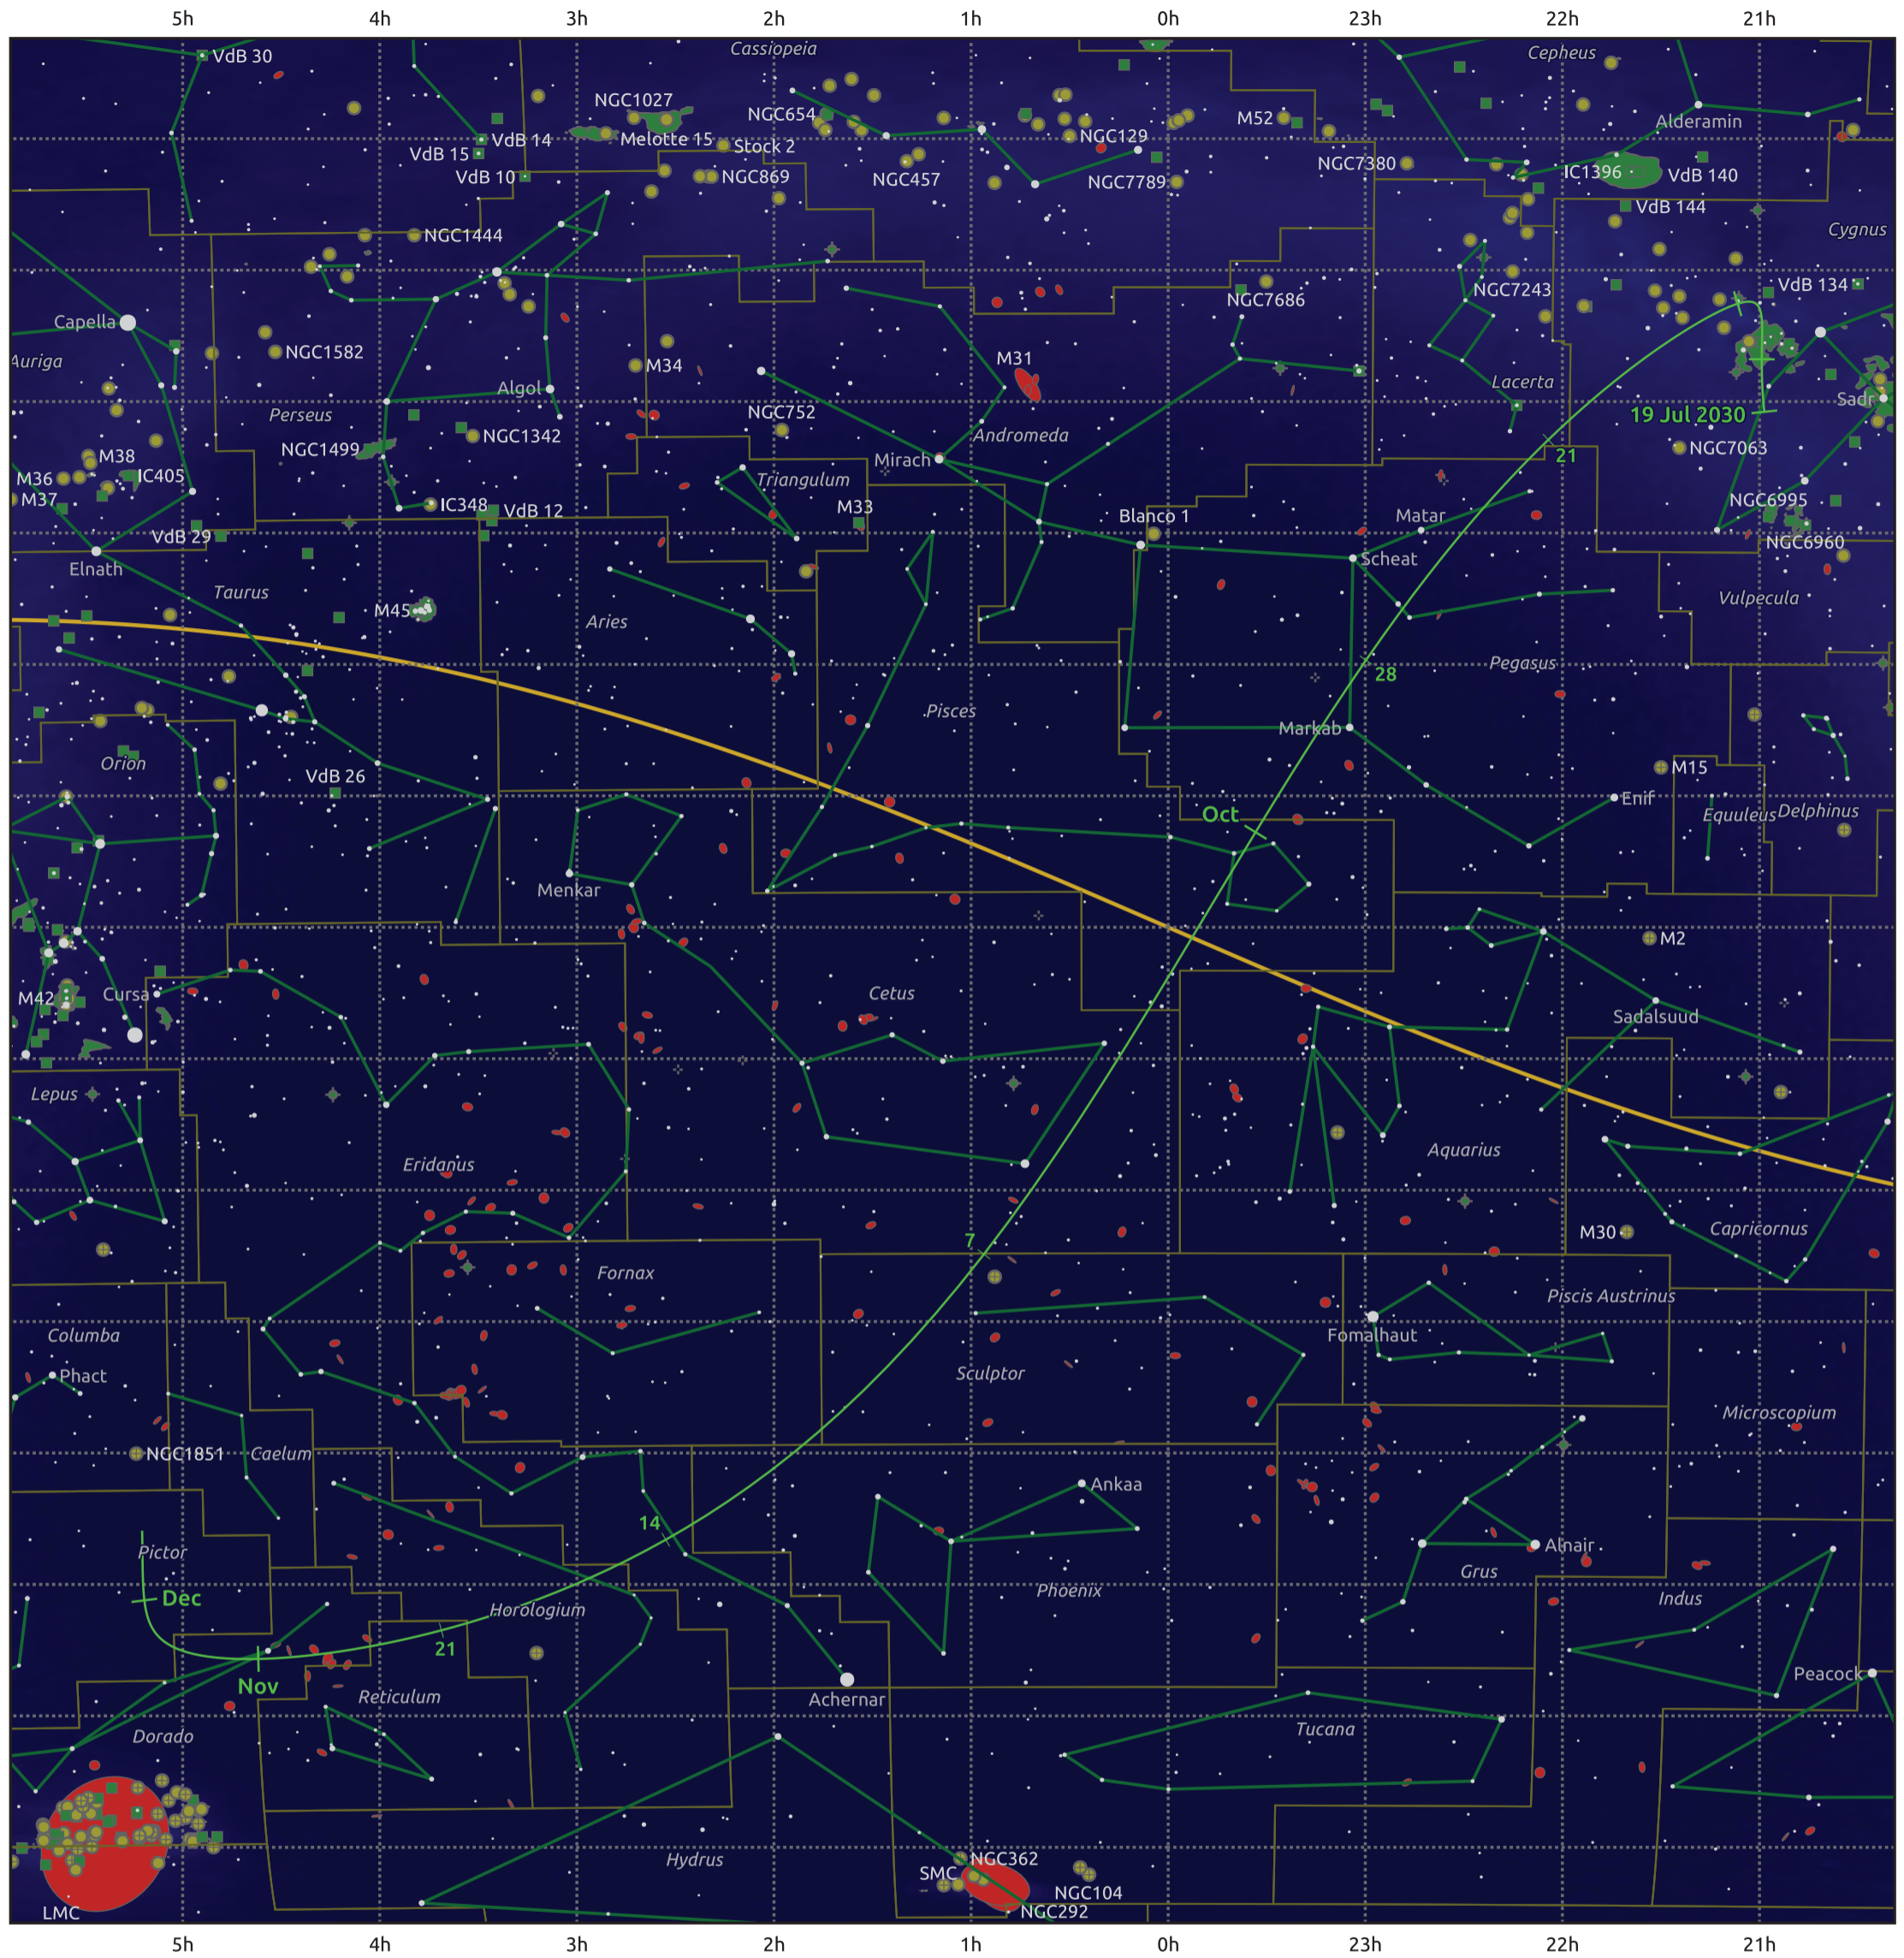 5h 4h 3h 2h 1h 0h 23h 22h 21h
Cassiopeia
Cepheus
VdB 30
NGC1027
NGC654
M52
Alderamin
VdB 14
Melotte 15
Stock 2
NGC129
VdB 15
NGC7380
VdB 10
NGC869
NGC457
NGC7789
IC1396
VdB 140
VdB 144
NGC1444
Cygnus
NGC7686
NGC7243
VdB 134
Capella
Auriga
NGC1582
M34
M31
Algol
Lacerta
Sadr
Perseus
NGC752
19 Jul 2030
NGC1342
Andromeda
NGC1499
M38
Mirach
21
NGC7063
M36
IC405
Triangulum
M37
IC348
VdB 12
M33
Blanco 1
Matar
NGC6995
VdB 29
NGC6960
Elnath
Scheat
Taurus
Vulpecula
M45
Aries
Pegasus
28
Pisces
Markab
Orion
VdB 26
M15
Enif
Oct
Equuleus
Delphinus
Menkar
M2
M42
Cursa
Cetus
Sadalsuud
Lepus
Eridanus
Aquarius
M30
Capricornus
7
Fornax
Piscis Austrinus
Columba
Fomalhaut
Phact
Sculptor
Microscopium
NGC1851
Caelum
Ankaa
14
Pictor
Alnair
Grus
Dec
Phoenix
Indus
Horologium
21
Nov
Reticulum
Achernar
Peacock
Dorado
Tucana
Hydrus
NGC362
SMC
NGC104
LMC
NGC292
5h 4h 3h 2h 1h 0h 23h 22h 21h